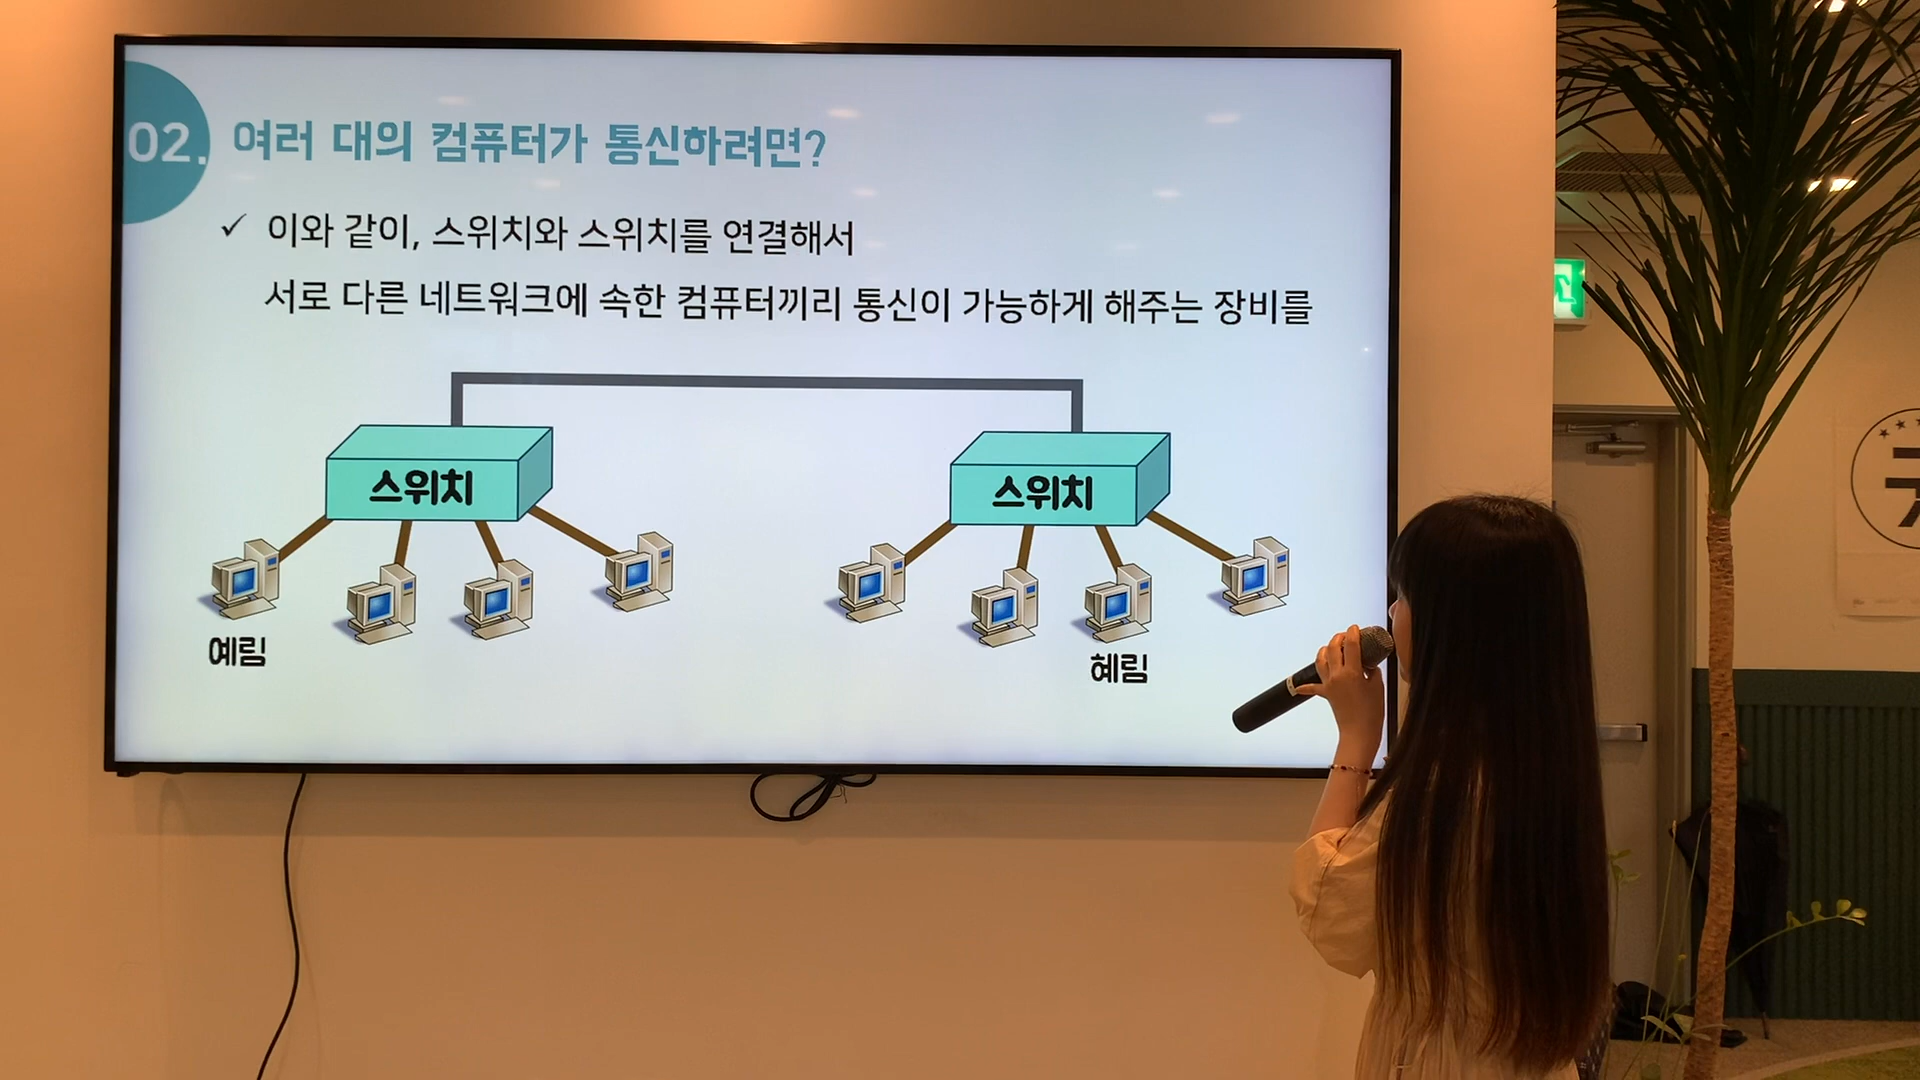 02. 여러 대의 컴퓨터가 통신하려면?
✓ 이와 같이, 스위치와 스위치를 연결해서
서로 다른 네트워크에 속한 컴퓨터끼리 통신이 가능하게 해주는 장비를
스위치
스위치
예림
혜림